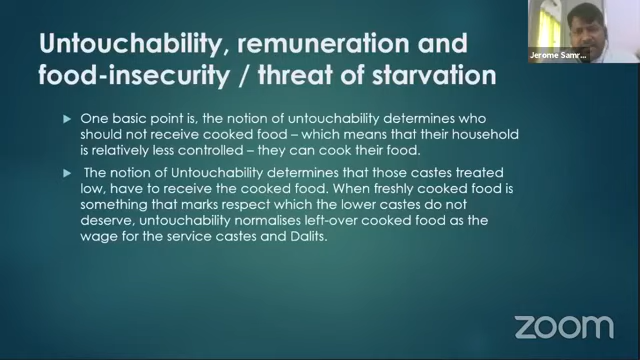 Jerome Samr...
Untouchability, remuneration and
food-insecurity / threat of starvation
One basic point is, the notion of untouchability determines who
should not receive cooked food – which means that their household
is relatively less controlled – they can cook their food.
The notion of Untouchability determines that those castes treated
low, have to receive the cooked food. When freshly cooked food is
something that marks respect which the lower castes do not
deserve, untouchability normalises left-over cooked food as the
wage for the service castes and Dalits.
zoom